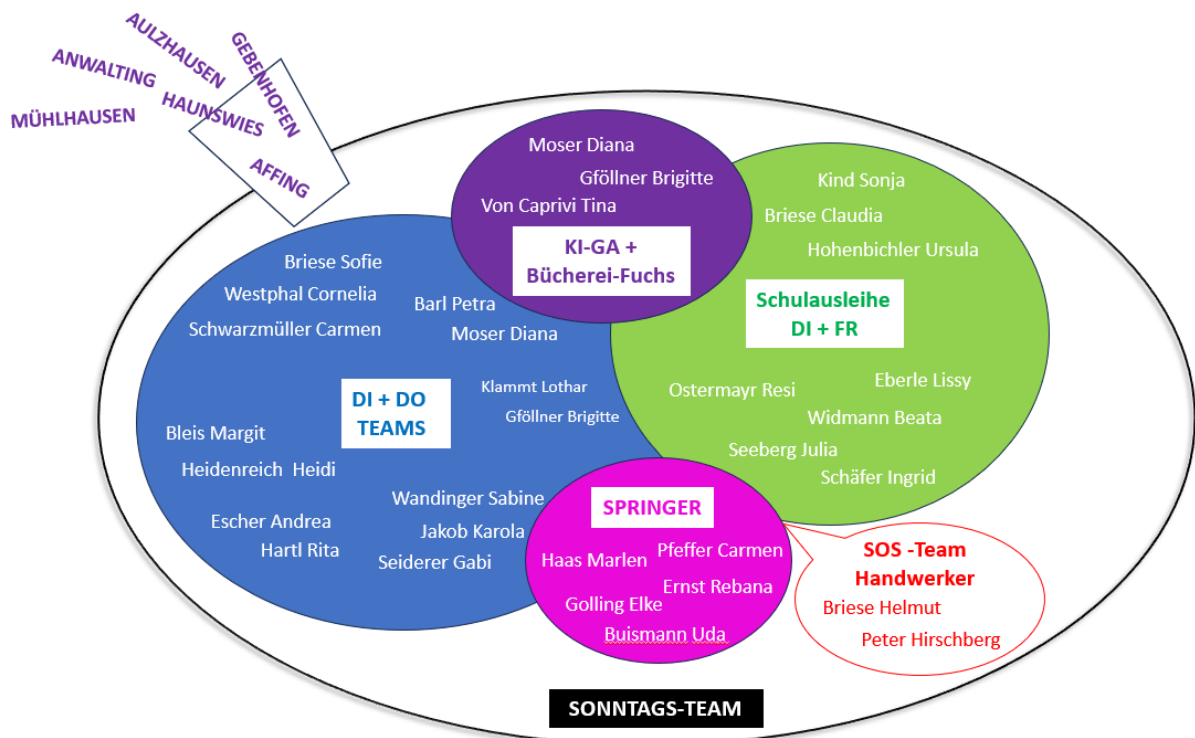 AULZHAUSEN
GEBENHOFEN
ANWALTING
HAUNSWIES
MÜHLHAUSEN
AFFING
Moser Diana
Gföllner Brigitte
Von Caprivi Tina
KI-GA +
Bücherei-Fuchs
Kind Sonja
Briese Claudia
Hohenbichler Ursula
Schulausleihe
DI + FR
Ostermayr Resi
Eberle Lissy
Widmann Beata
Seeberg Julia
Schäfer Ingrid
Briese Sofie
Westphal Cornelia
Schwarzmüller Carmen
Barl Petra
Moser Diana
Klammt Lothar
Gföllner Brigitte
DI + DO
TEAMS
Bleis Margit
Heidenreich Heidi
Escher Andrea
Hartl Rita
Wandinger Sabine
Jakob Karola
Seiderer Gabi
SPRINGER
Haas Marlen
Pfeffer Carmen
Ernst Rebana
Golling Elke
Buismann Uda
SOS -Team
Handwerker
Briese Helmut
Peter Hirschberg
SONNTAGS-TEAM